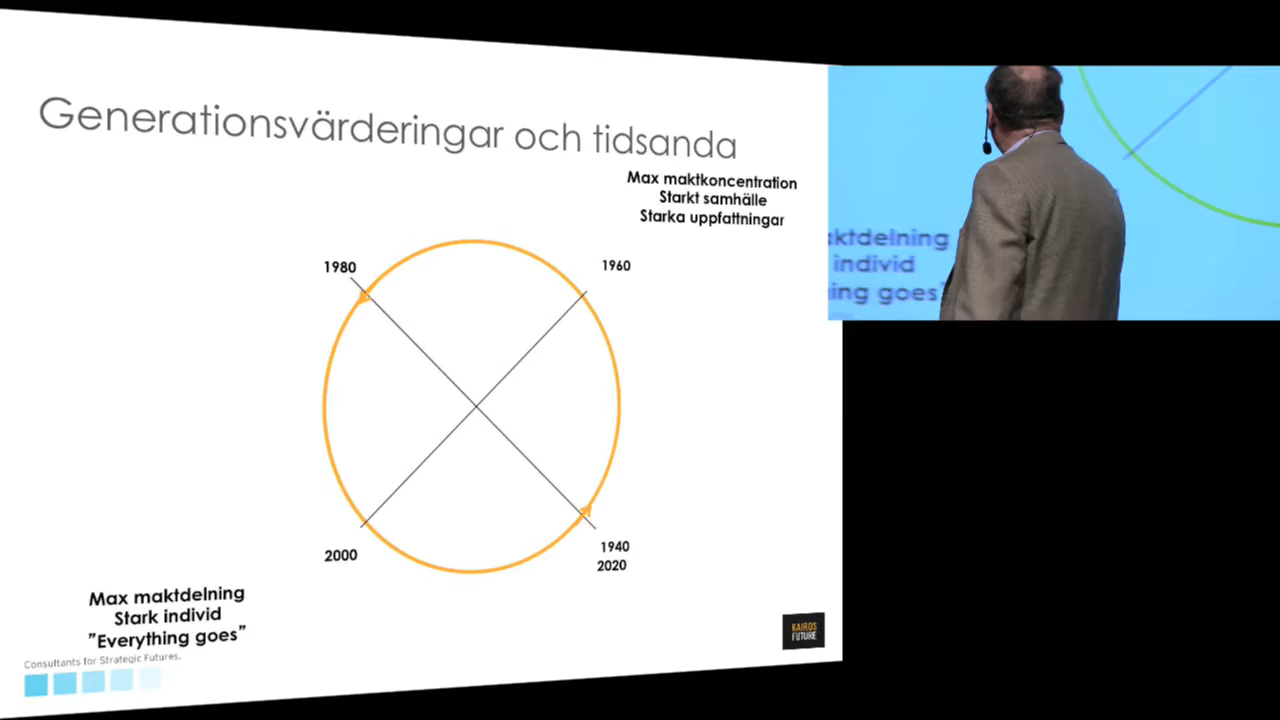 Generationsvärderingar och tidsanda
Max maktkoncentration
Starkt samhälle
Starka uppfattningar
1980
1960
2000
1940
2020
Max maktdelning
Stark individ
”Everything goes”
Consultants for Strategic Futures.
KAIROS
FUTURE
aktdelning
individ
ing goes”